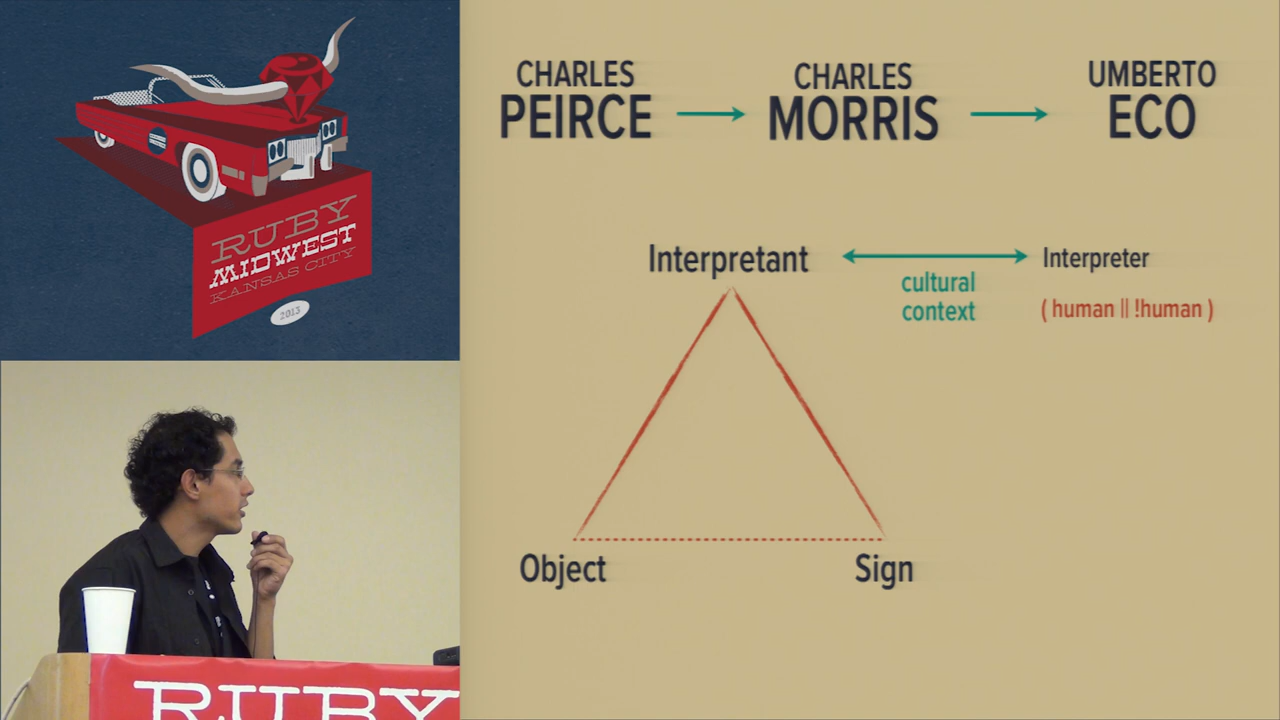 RUBY
MIDWEST
KANSAS CITY
2013
RUBY
CHARLES
PEIRCE
CHARLES
MORRIS
UMBERTO
ECO
Interpretant
Interpreter
cultural
context
( human || !human )
Object
Sign